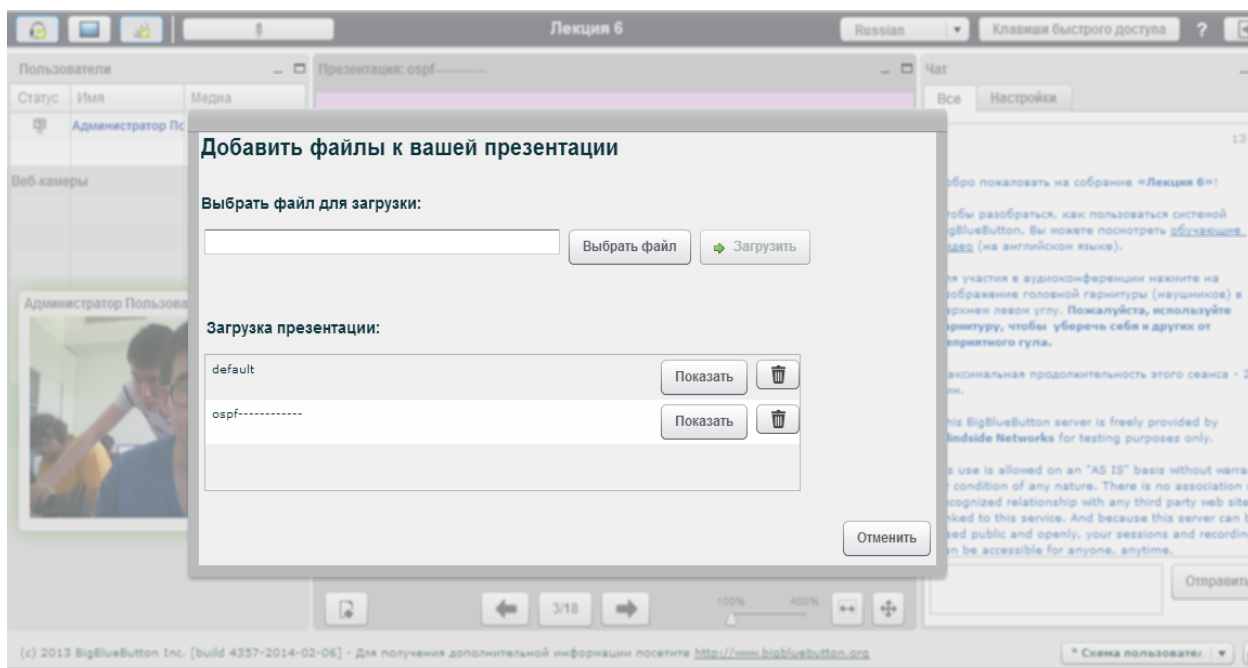 Лекция 6
Russian
Клавиши быстрого доступа
?
Пользователи
Статус Имя Медиа
Администратор По
Веб-камеры
Администратор Пользова
Презентация: ospf------------
Добавить файлы к вашей презентации
Выбрать файл для загрузки:
Выбрать файл
Загрузить
Загрузка презентации:
default
Показать
ospf------------
Показать
Отменить
3/18
100% 400%
Чат
Все Настройки
13:
обро пожаловать на собрание «Лекция 6»!
тобы разобраться, как пользоваться системой
igBlueButton, Вы можете посмотреть обучающие
идео (на английском языке).
ля участия в аудиоконференции нажмите на
зображение головной гарнитуры (наушников) в
ерхнем левом углу. Пожалуйста, используйте
арнитуру, чтобы уберечь себя и других от
еприятного гула.
аксимальная продолжительность этого сеанса - 2
ин.
his BigBlueButton server is freely provided by
lindside Networks for testing purposes only.
s use is allowed on an "AS IS" basis without warra
r condition of any nature. There is no association
cognized relationship with any third party web site
nked to this service. And because this server can b
sed public and openly, your sessions and recordin
an be accessible for anyone, anytime.
Отправить
(c) 2013 BigBlueButton Inc. [build 4357-2014-02-06] - Для получения дополнительной информации посетите http://www.bigbluebutton.org
* Схема пользовате